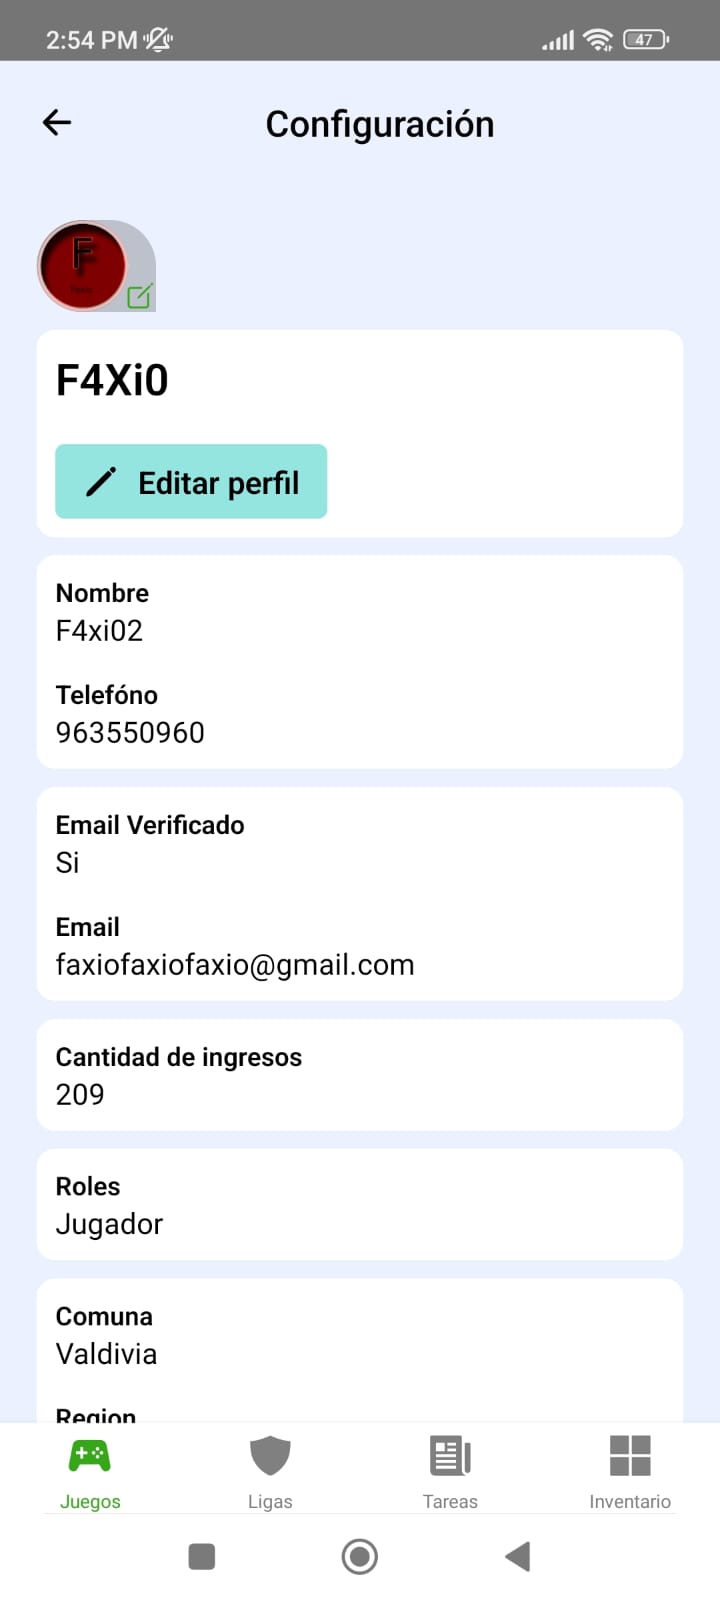 2:54 PM
47
Configuración
F
F4Xi0
Editar perfil
Nombre
F4xi02
Telefóno
963550960
Email Verificado
Si
Email
faxiofaxiofaxio@gmail.com
Cantidad de ingresos
209
Roles
Jugador
Comuna
Valdivia
Region
Juegos
Ligas
Tareas
Inventario